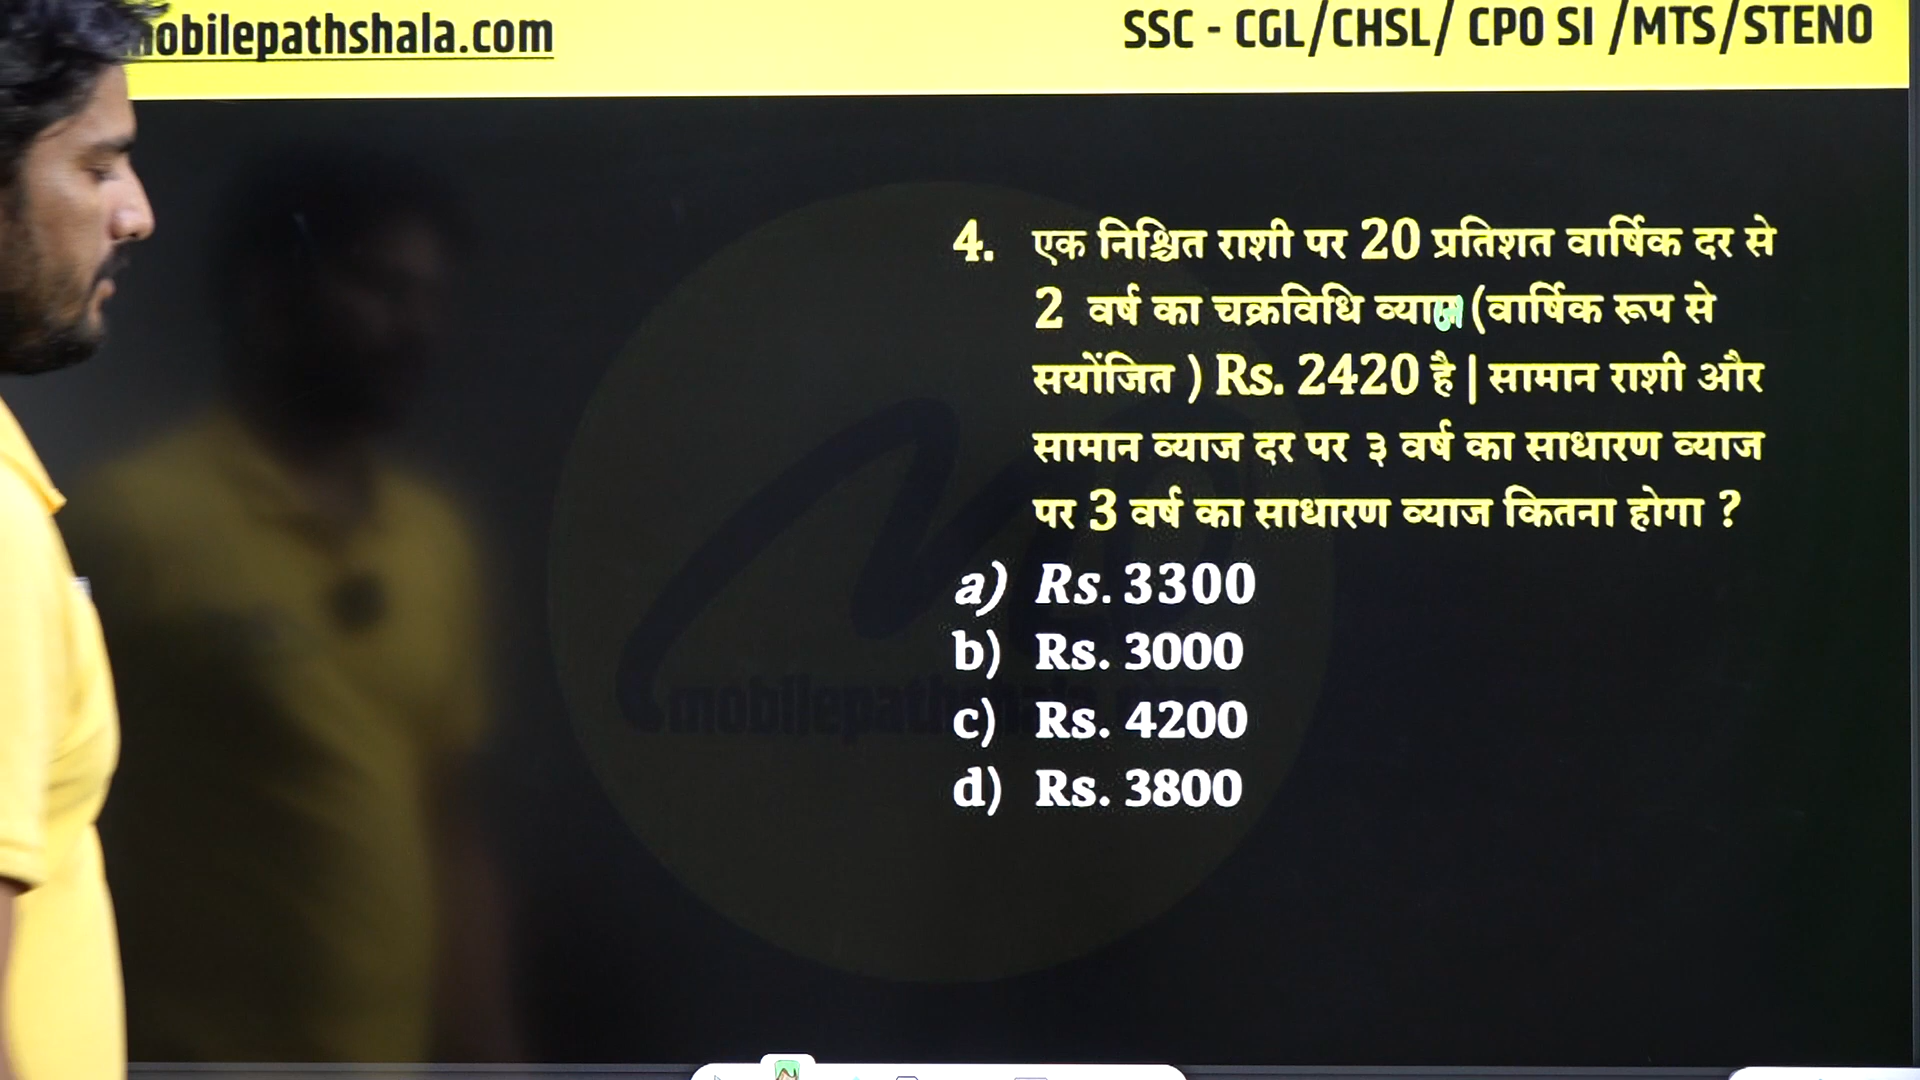 mobilepathshala.com
SSC - CGL/CHSL/ CPO SI /MTS/STENO
4. एक निश्चित राशी पर 20 प्रतिशत वार्षिक दर से
2 वर्ष का चक्रविधि व्याज (वार्षिक रूप से
सयोंजित ) Rs. 2420 है | सामान राशी और
सामान व्याज दर पर ३ वर्ष का साधारण व्याज
पर 3 वर्ष का साधारण व्याज कितना होगा ?
a) Rs. 3300
b) Rs. 3000
c) Rs. 4200
d) Rs. 3800